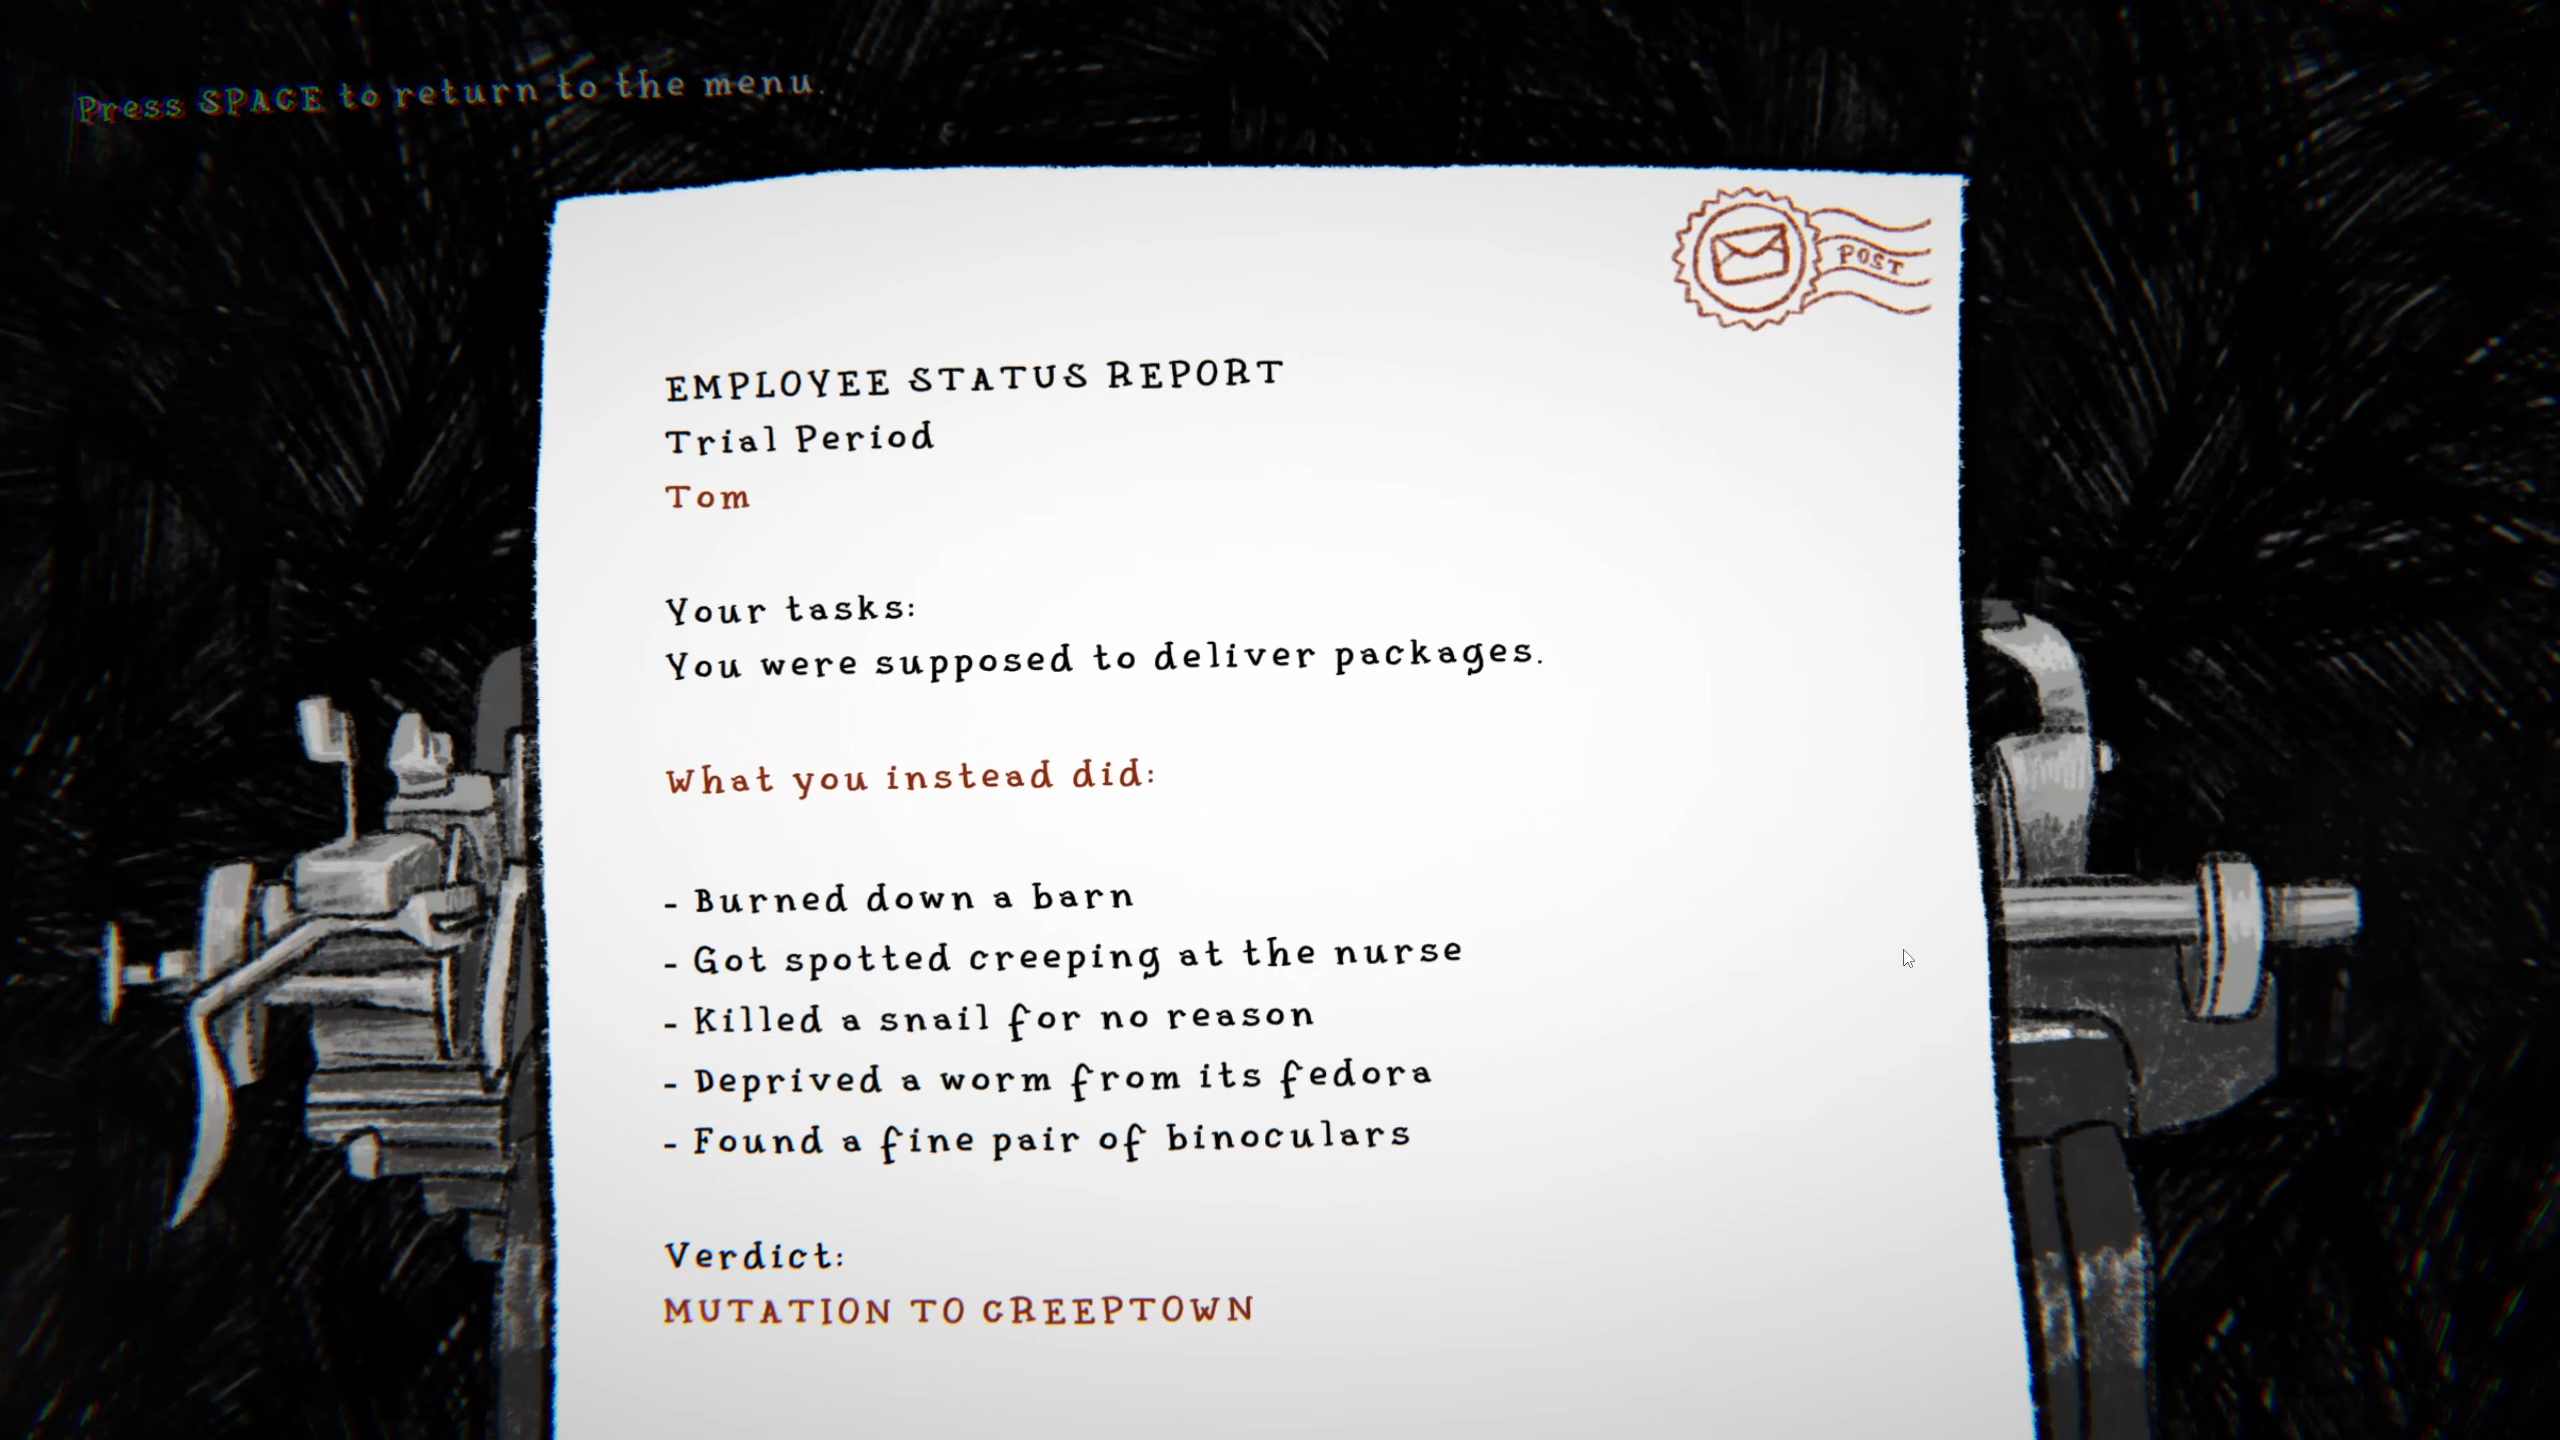 Press SPACE to return to the menu.
POST
EMPLOYEE STATUS REPORT
Trial Period
Tom
Your tasks:
You were supposed to deliver packages.
What you instead did:
- Burned down a barn
- Got spotted creeping at the nurse
- Killed a snail for no reason
- Deprived a worm from its fedora
- Found a fine pair of binoculars
Verdict:
MUTATION TO CREEPTOWN